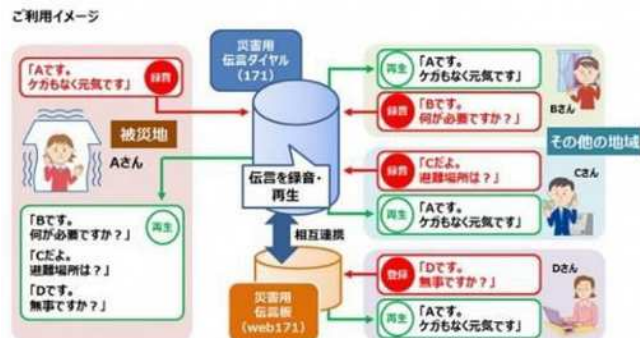 ご利用イメージ
「Aです。
ケガもなく元気です」
録音
被災地
Aさん
「Bです。
何が必要ですか？」
再生
「Cだよ。
避難場所は？」
「Dです。
無事ですか？」
災害用
伝言ダイヤル
（171）
伝言を録音・
再生
相互連携
災害用
伝言板
（web171）
再生
「Aです。
ケガもなく元気です」
録音
「Bです。
何が必要ですか？」
Bさん
その他の地域
録音
「Cだよ。
避難場所は？」
Cさん
再生
「Aです。
ケガもなく元気です」
登録
「Dです。
無事ですか？」
Dさん
再生
「Aです。
ケガもなく元気です」